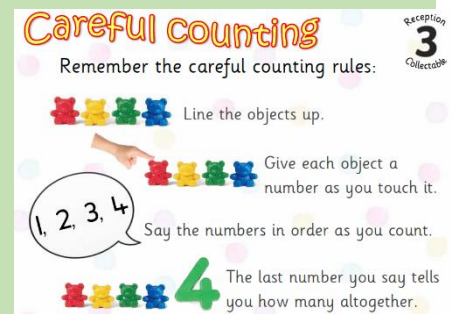 Careful counting
Reception
3
Collectable
Remember the careful counting rules:
Line the objects up.
Give each object a
number as you touch it.
1, 2, 3, 4
Say the numbers in order as you count.
4
The last number you say tells
you how many altogether.